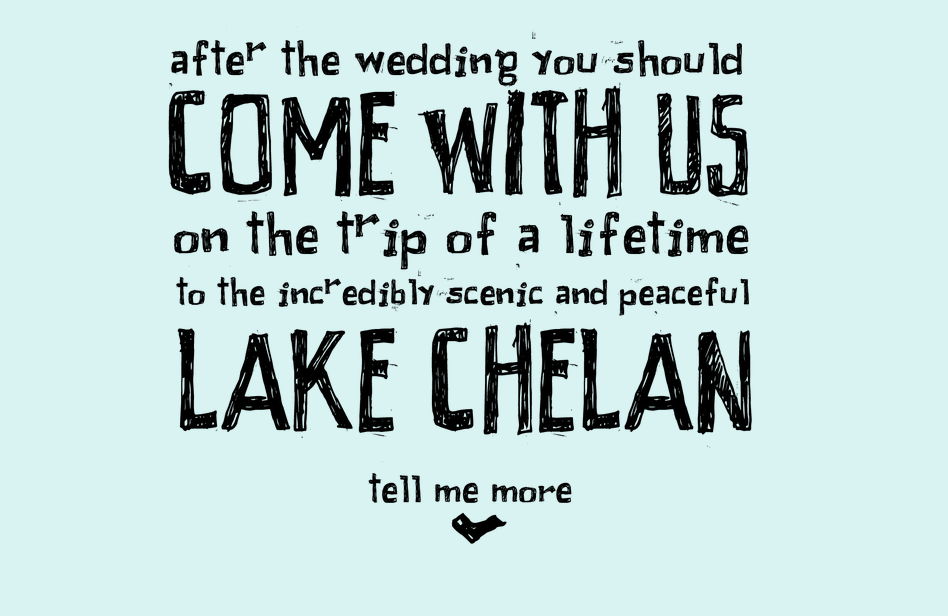 after the wedding you should
COME WITH US
on the trip of a lifetime
to the incredibly scenic and peaceful
LAKE CHELAN
tell me more